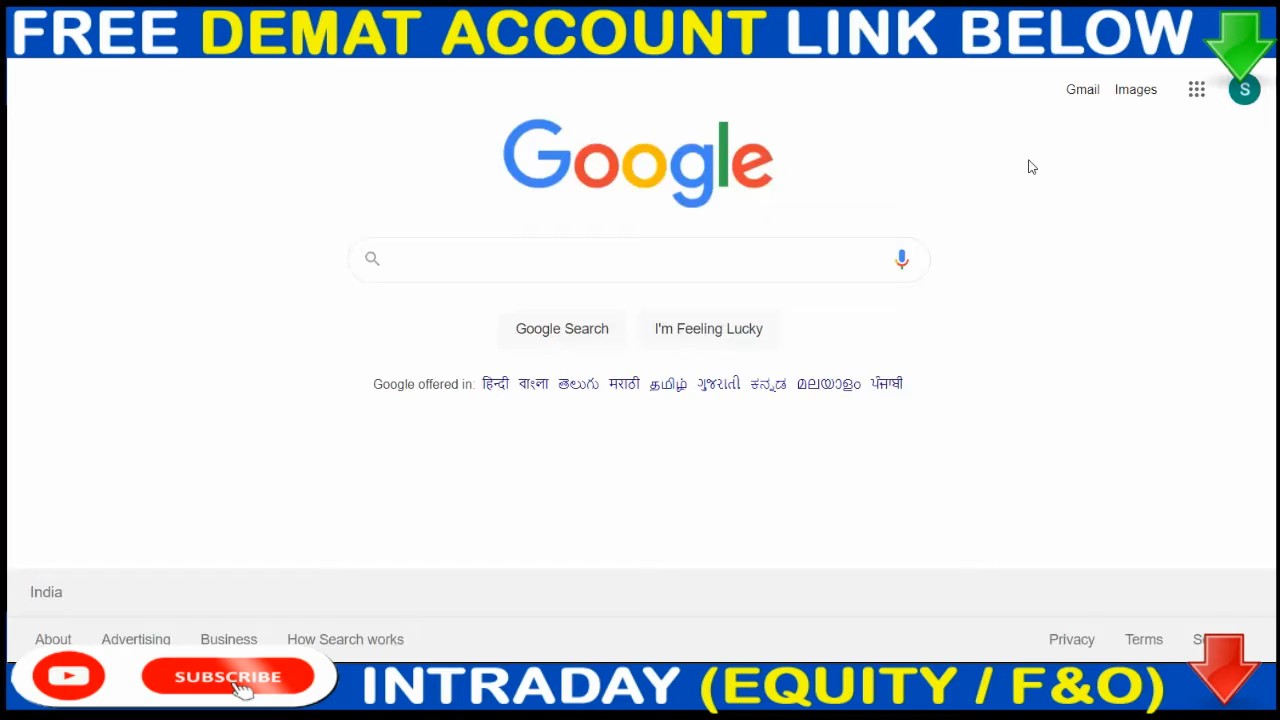 FREE DEMAT ACCOUNT LINK BELOW
Gmail Images S
Google
Google Search I'm Feeling Lucky
Google offered in: हिन्दी বাংলা తెలుగు मराठी தமிழ் ગુજરાતી ಕನ್ನಡ മലയാളം ਪੰਜਾਬੀ
India
About Advertising Business How Search works Privacy Terms
SUBSCRIBE
INTRADAY (EQUITY / F&O)